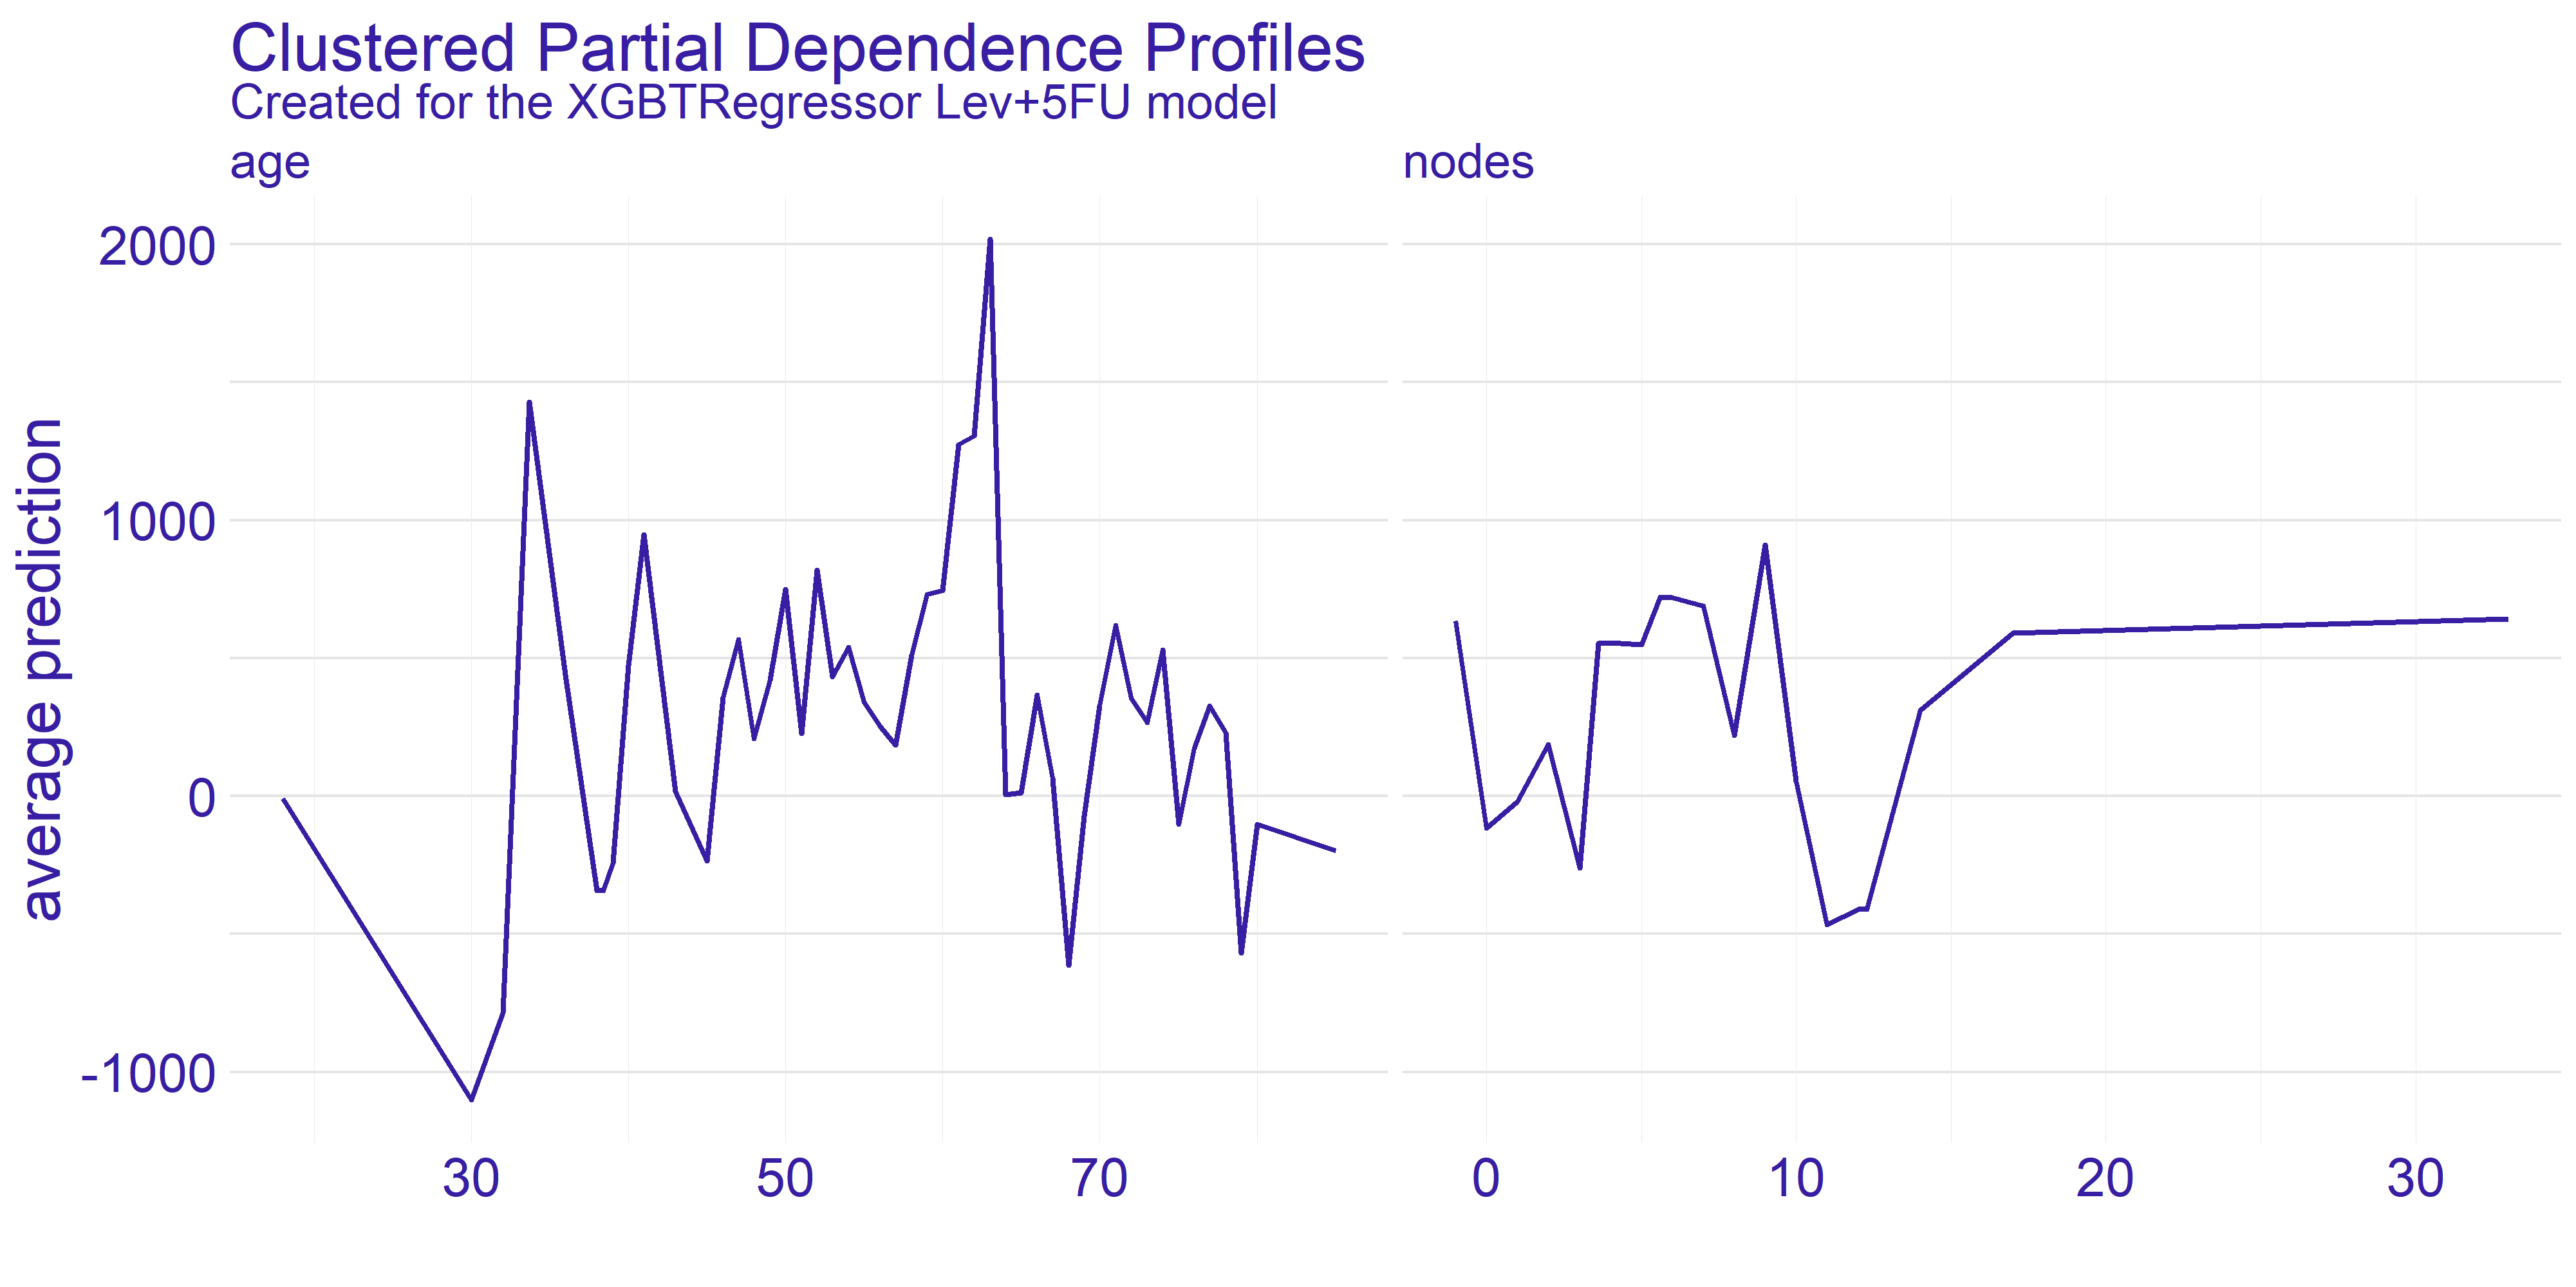 Clustered Partial Dependence Profiles
Created for the XGBTRegressor Lev+5FU model
age
nodes
average prediction
2000
1000
0
-1000
30 50 70
0 10 20 30